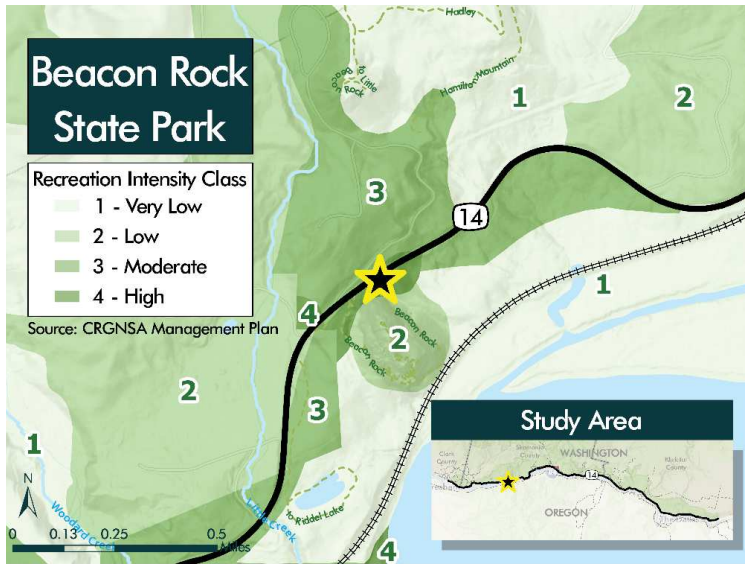 Beacon Rock
State Park
Recreation Intensity Class
1 - Very Low
2 - Low
3 - Moderate
4 - High
Source: CRGNSA Management Plan
Hadley
To Little
Beacon
Rock
Hamilton Mountain
1
2
3
14
1
4
Beacon Rock
2
Beacon Rock
2
3
1
N
Woodard Creek
Little Creek
To Riddel Lake
0 0.13 0.25 0.5
Miles
4
Study Area
WASHINGTON
14
OREGON